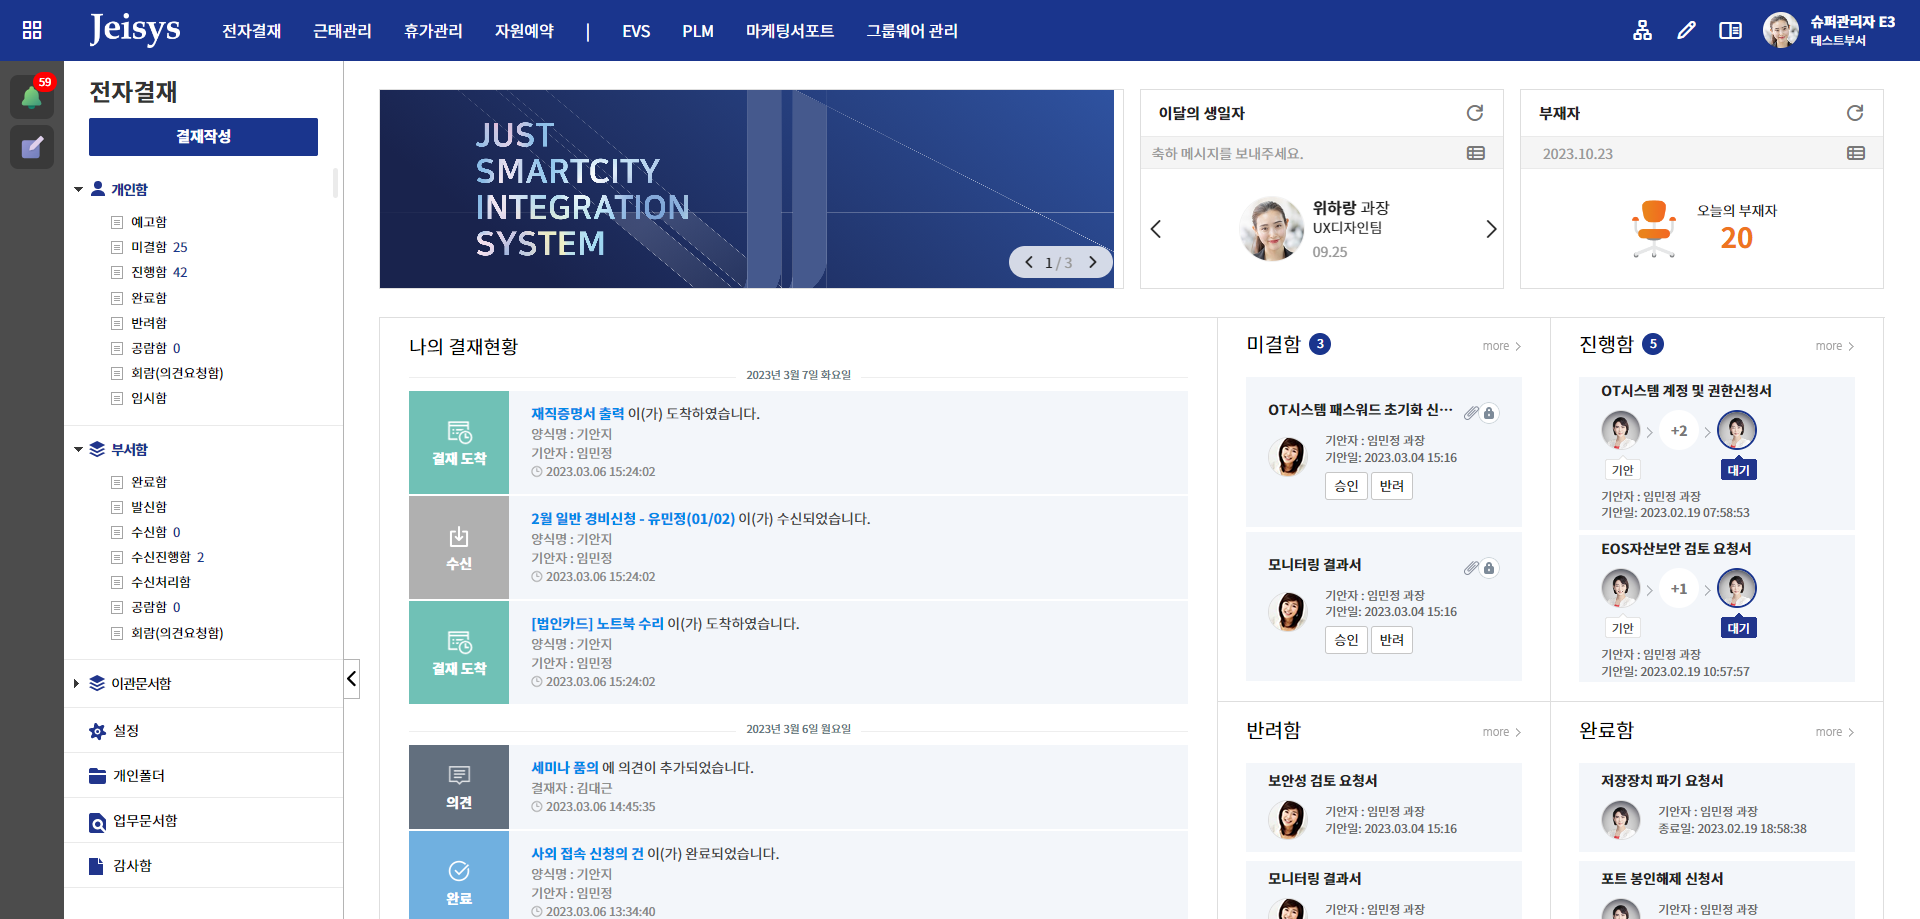 Jeisys
전자결재
근태관리
휴가관리
자원예약
|
EVS
PLM
마케팅서포트
그룹웨어 관리
슈퍼관리자 E3
테스트부서
59
전자결재
결재작성
개인함
예고함
미결함 25
진행함 42
완료함
반려함
공람함 0
회람(의견요청함)
임시함
부서함
완료함
발신함
수신함 0
수신진행함 2
수신처리함
공람함 0
회람(의견요청함)
이관문서함
설정
개인폴더
업무문서함
감사함
JUST
SMARTCITY
INTEGRATION
SYSTEM
1 / 3
이달의 생일자
축하 메시지를 보내주세요.
위하랑 과장
UX디자인팀
09.25
부재자
2023.10.23
오늘의 부재자
20
나의 결재현황
2023년 3월 7일 화요일
결재 도착
재직증명서 출력 이(가) 도착하였습니다.
양식명 : 기안지
기안자 : 임민정
2023.03.06 15:24:02
수신
2월 일반 경비신청 - 유민정(01/02) 이(가) 수신되었습니다.
양식명 : 기안지
기안자 : 임민정
2023.03.06 15:24:02
결재 도착
[법인카드] 노트북 수리 이(가) 도착하였습니다.
양식명 : 기안지
기안자 : 임민정
2023.03.06 15:24:02
2023년 3월 6일 월요일
의견
세미나 품의 에 의견이 추가되었습니다.
결재자 : 김대근
2023.03.06 14:45:35
완료
사외 접속 신청의 건 이(가) 완료되었습니다.
양식명 : 기안지
기안자 : 임민정
2023.03.06 13:34:40
미결함 3
more
OT시스템 패스워드 초기화 신…
기안자 : 임민정 과장
기안일: 2023.03.04 15:16
승인 반려
모니터링 결과서
기안자 : 임민정 과장
기안일: 2023.03.04 15:16
승인 반려
진행함 5
more
OT시스템 계정 및 권한신청서
+2
기안 대기
기안자 : 임민정 과장
기안일: 2023.02.19 07:58:53
EOS자산보안 검토 요청서
+1
기안 대기
기안자 : 임민정 과장
기안일: 2023.02.19 10:57:57
반려함
more
보안성 검토 요청서
기안자 : 임민정 과장
기안일: 2023.03.04 15:16
모니터링 결과서
기안자 : 임민정 과장
완료함
more
저장장치 파기 요청서
기안자 : 임민정 과장
종료일: 2023.02.19 18:58:38
포트 봉인해제 신청서
기안자 : 임민정 과장